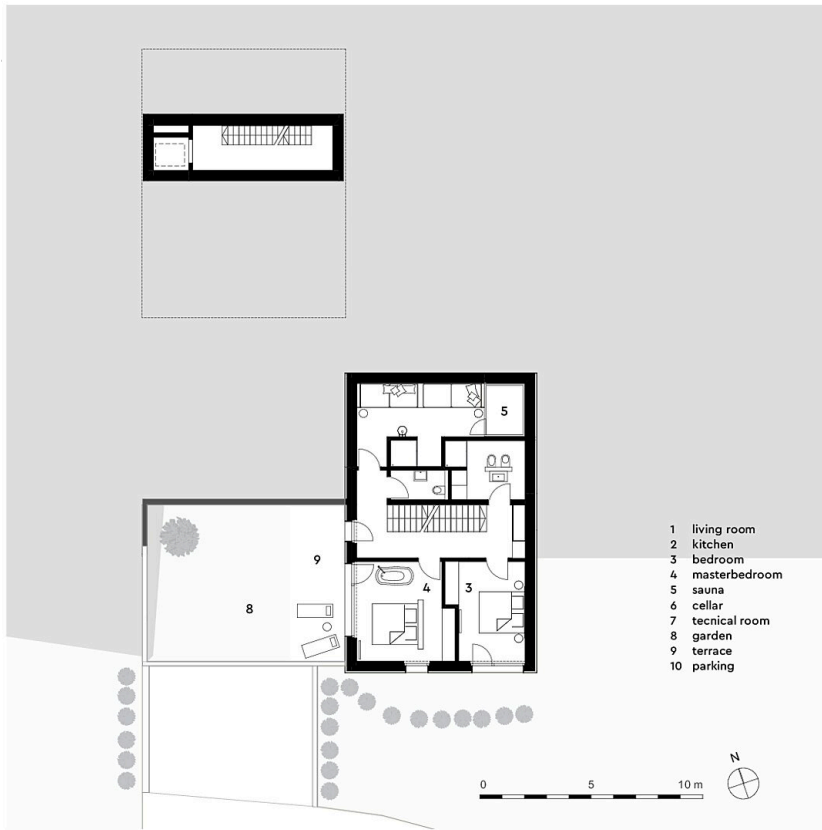 5
9
8
4
3
1 living room
2 kitchen
3 bedroom
4 masterbedroom
5 sauna
6 cellar
7 tecnical room
8 garden
9 terrace
10 parking
N
0 5 10 m